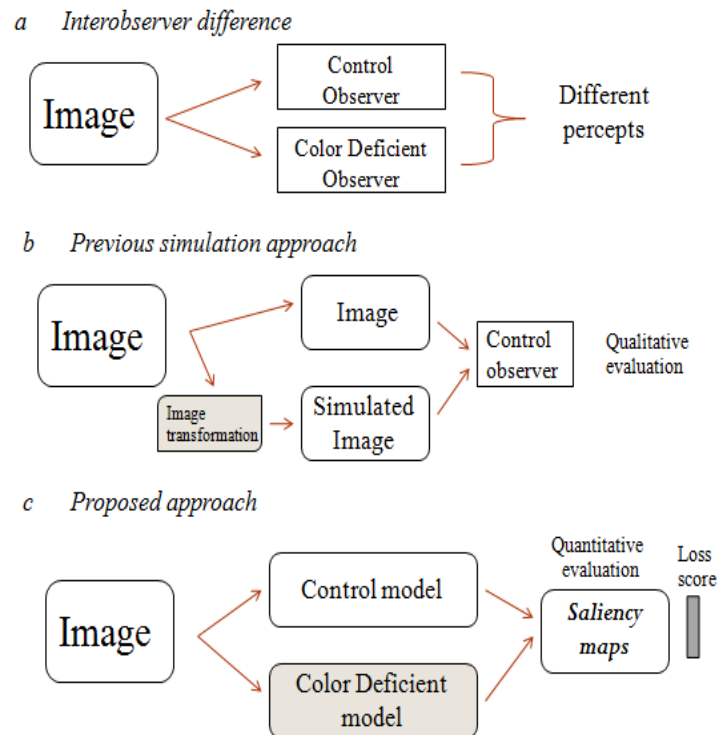 a Interobserver difference
Image
Control
Observer
Color Deficient
Observer
Different
percepts
b Previous simulation approach
Image
Image
Image
transformation
Simulated
Image
Control
observer
Qualitative
evaluation
c Proposed approach
Image
Control model
Color Deficient
model
Quantitative
evaluation
Saliency
maps
Loss
score